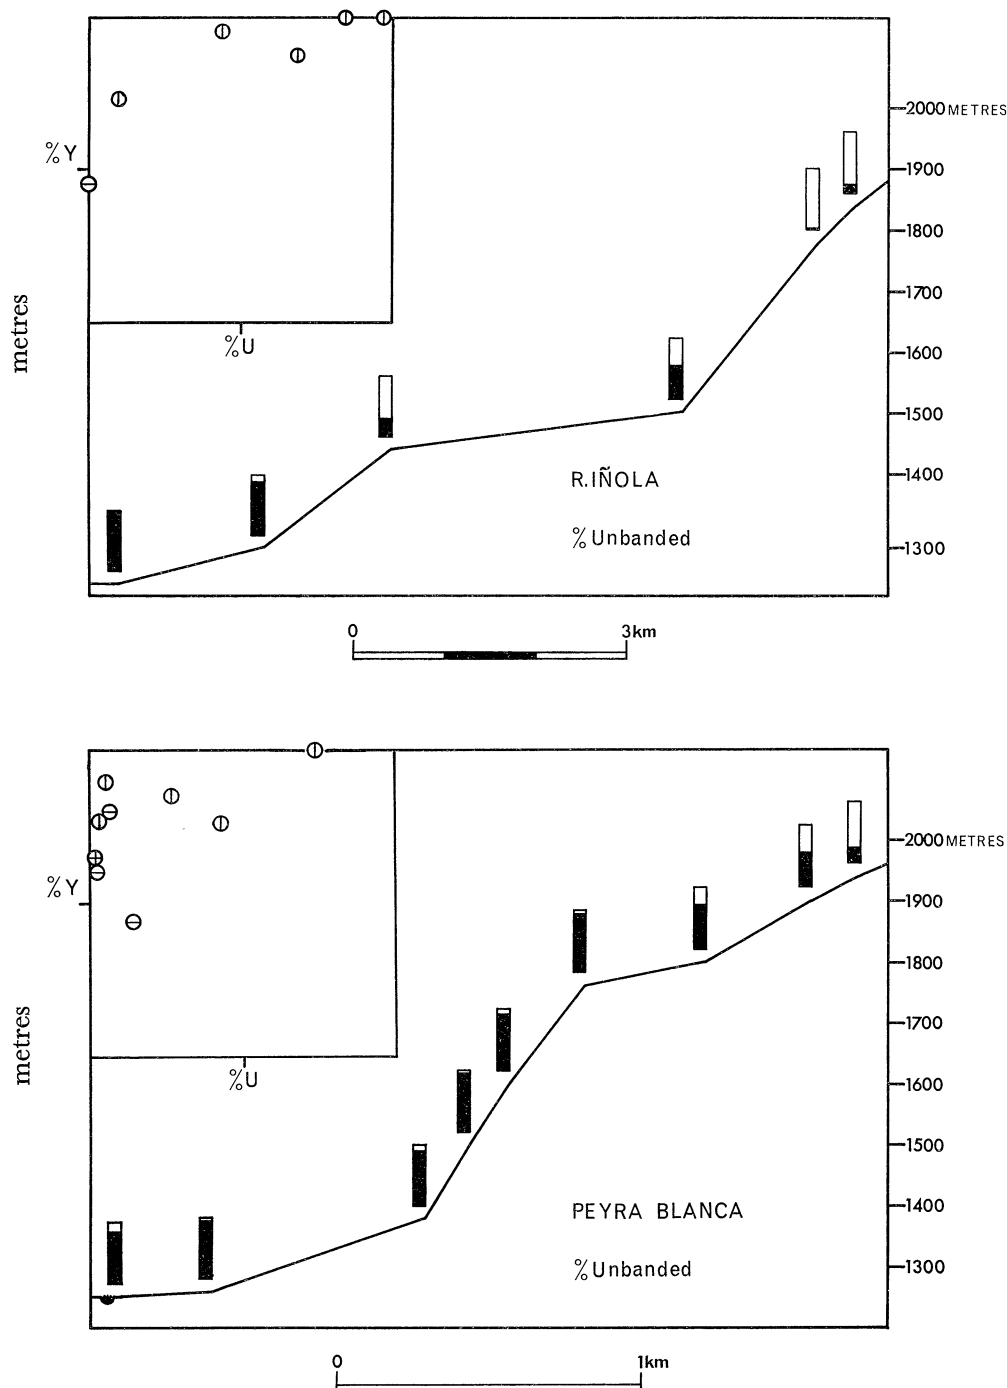 2000 METRES
%Y
1900
1800
1700
metres
%U
1600
1500
1400
R.IÑOLA
%Unbanded
1300
0 3km
2000 METRES
%Y
1900
1800
1700
metres
%U
1600
1500
1400
PEYRA BLANCA
%Unbanded
1300
0 1km